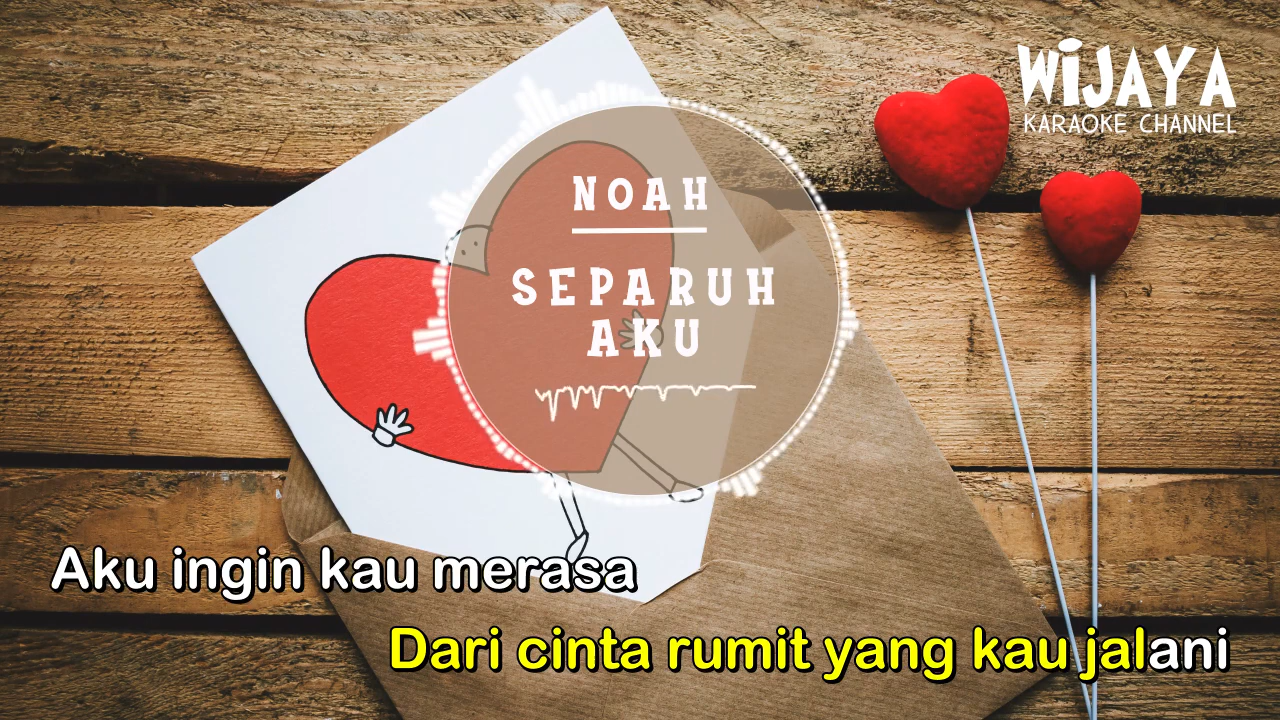 WiJAYA
KARAOKE CHANNEL
NOAH
SEPARUH
AKU
Aku ingin kau merasa
Dari cinta rumit yang kau jalani